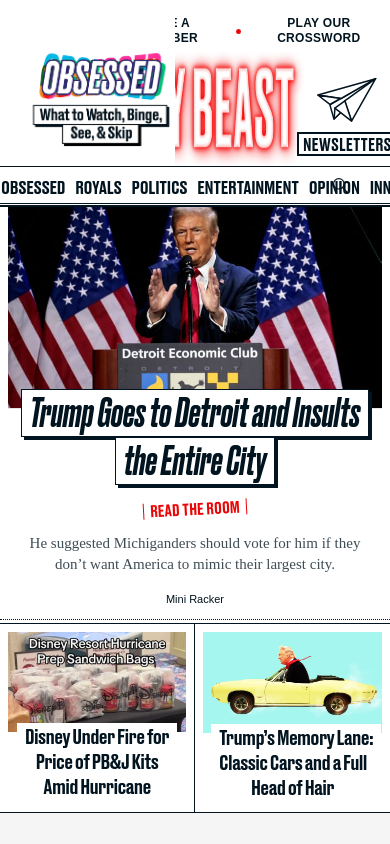 E A
BER
PLAY OUR
CROSSWORD
OBSESSED
What to Watch, Binge,
See, & Skip
Y BEAST
NEWSLETTERS
OBSESSED ROYALS POLITICS ENTERTAINMENT OPINION INN
Detroit Economic Club
DETROIT
Trump Goes to Detroit and Insults
the Entire City
READ THE ROOM
He suggested Michiganders should vote for him if they
don’t want America to mimic their largest city.
Mini Racker
Disney Resort Hurricane
Prep Sandwich Bags
Disney Under Fire for
Price of PB&J Kits
Amid Hurricane
Trump’s Memory Lane:
Classic Cars and a Full
Head of Hair